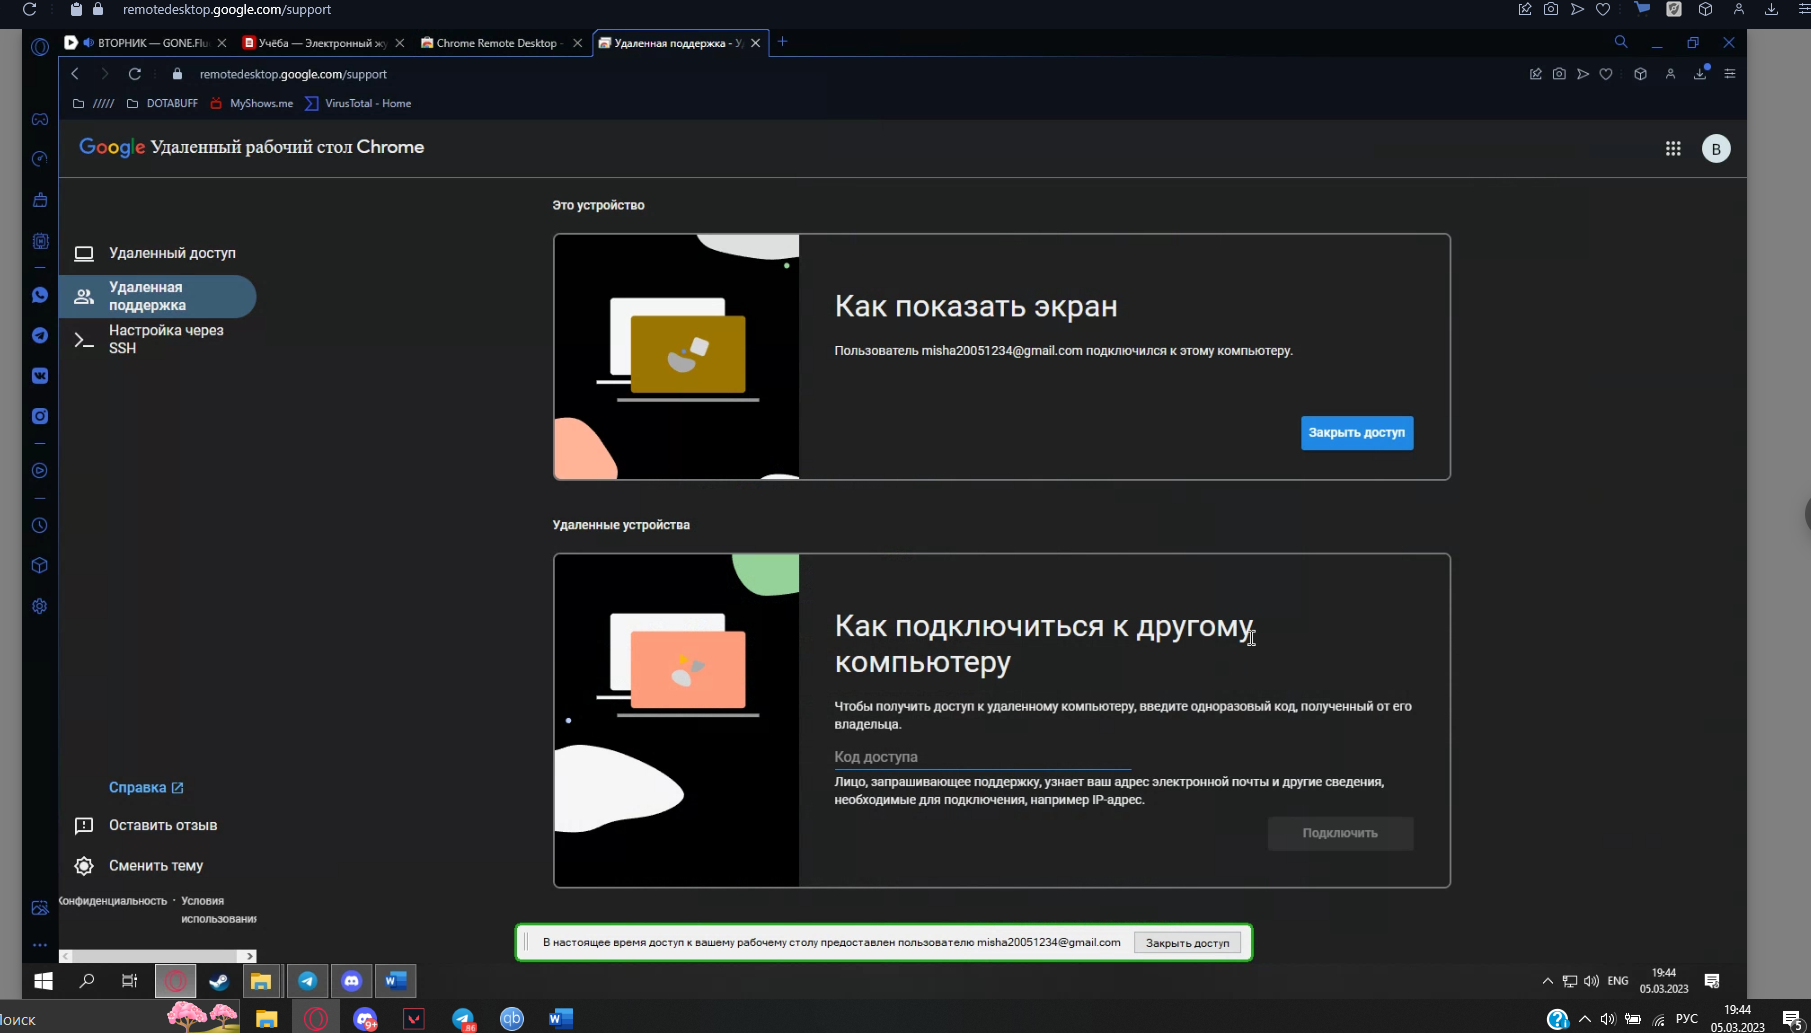 remotedesktop.google.com/support
ВТОРНИК — GONE.Flu
Учёба — Электронный жу
Chrome Remote Desktop -
Удаленная поддержка - У
remotedesktop.google.com/support
/////
DOTABUFF
MyShows.me
VirusTotal - Home
Google Удаленный рабочий стол Chrome
B
Это устройство
Удаленный доступ
Удаленная
поддержка
Настройка через
SSH
Как показать экран
Пользователь misha20051234@gmail.com подключился к этому компьютеру.
Закрыть доступ
Удаленные устройства
Как подключиться к другому
компьютеру
Чтобы получить доступ к удаленному компьютеру, введите одноразовый код, полученный от его
владельца.
Код доступа
Лицо, запрашивающее поддержку, узнает ваш адрес электронной почты и другие сведения,
необходимые для подключения, например IP-адрес.
Подключить
Справка
Оставить отзыв
Сменить тему
Конфиденциальность · Условия
использования
В настоящее время доступ к вашему рабочему столу предоставлен пользователю misha20051234@gmail.com
Закрыть доступ
ENG
19:44
05.03.2023
поиск
9+
86
qb
РУС
19:44
05.03.2023
5